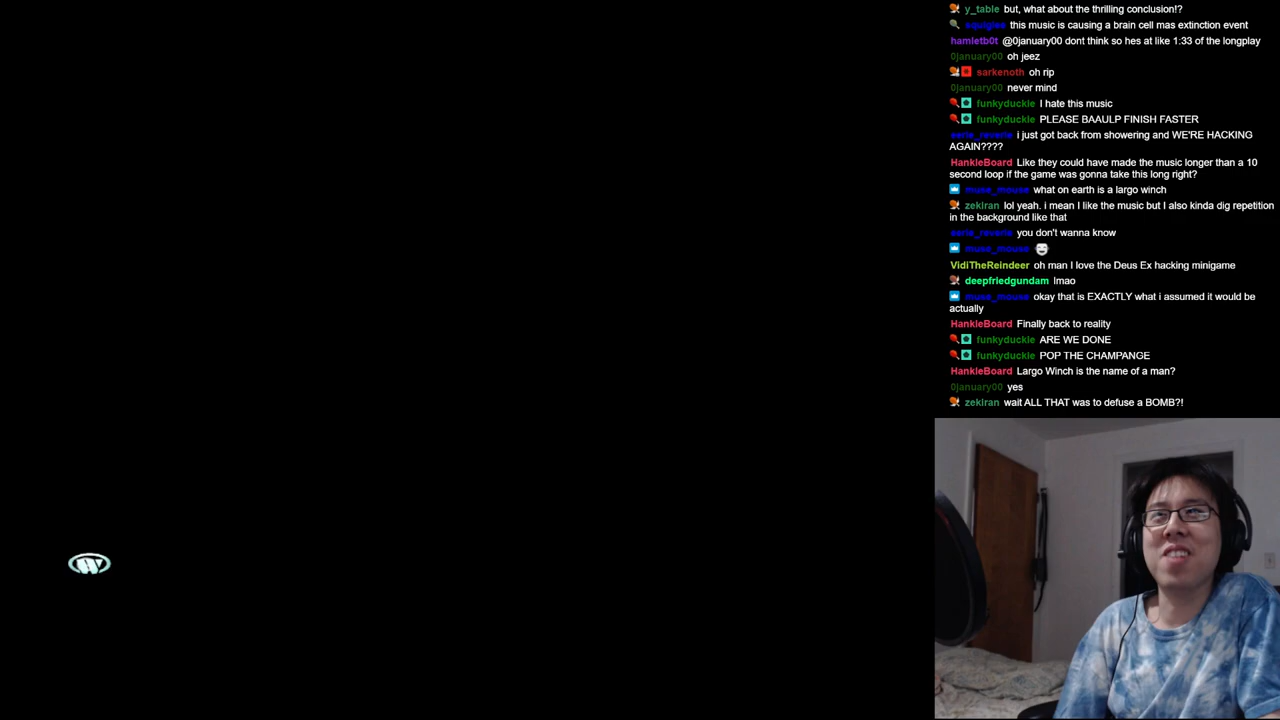 y_table but, what about the thrilling conclusion!?
squigles this music is causing a brain cell mas extinction event
hamletb0t @0january00 dont think so hes at like 1:33 of the longplay
0january00 oh jeez
sarkenoth oh rip
0january00 never mind
funkyduckle I hate this music
funkyduckle PLEASE BAAULP FINISH FASTER
eerie_reverie i just got back from showering and WE'RE HACKING
AGAIN????
HankleBoard Like they could have made the music longer than a 10
second loop if the game was gonna take this long right?
muse_mouse what on earth is a largo winch
zekiran lol yeah. i mean I like the music but I also kinda dig repetition
in the background like that
eerie_reverie you don't wanna know
muse_mouse
VidiTheReindeer oh man I love the Deus Ex hacking minigame
deepfriedgundam lmao
muse_mouse okay that is EXACTLY what i assumed it would be
actually
HankleBoard Finally back to reality
funkyduckle ARE WE DONE
funkyduckle POP THE CHAMPANGE
HankleBoard Largo Winch is the name of a man?
0january00 yes
zekiran wait ALL THAT was to defuse a BOMB?!
W